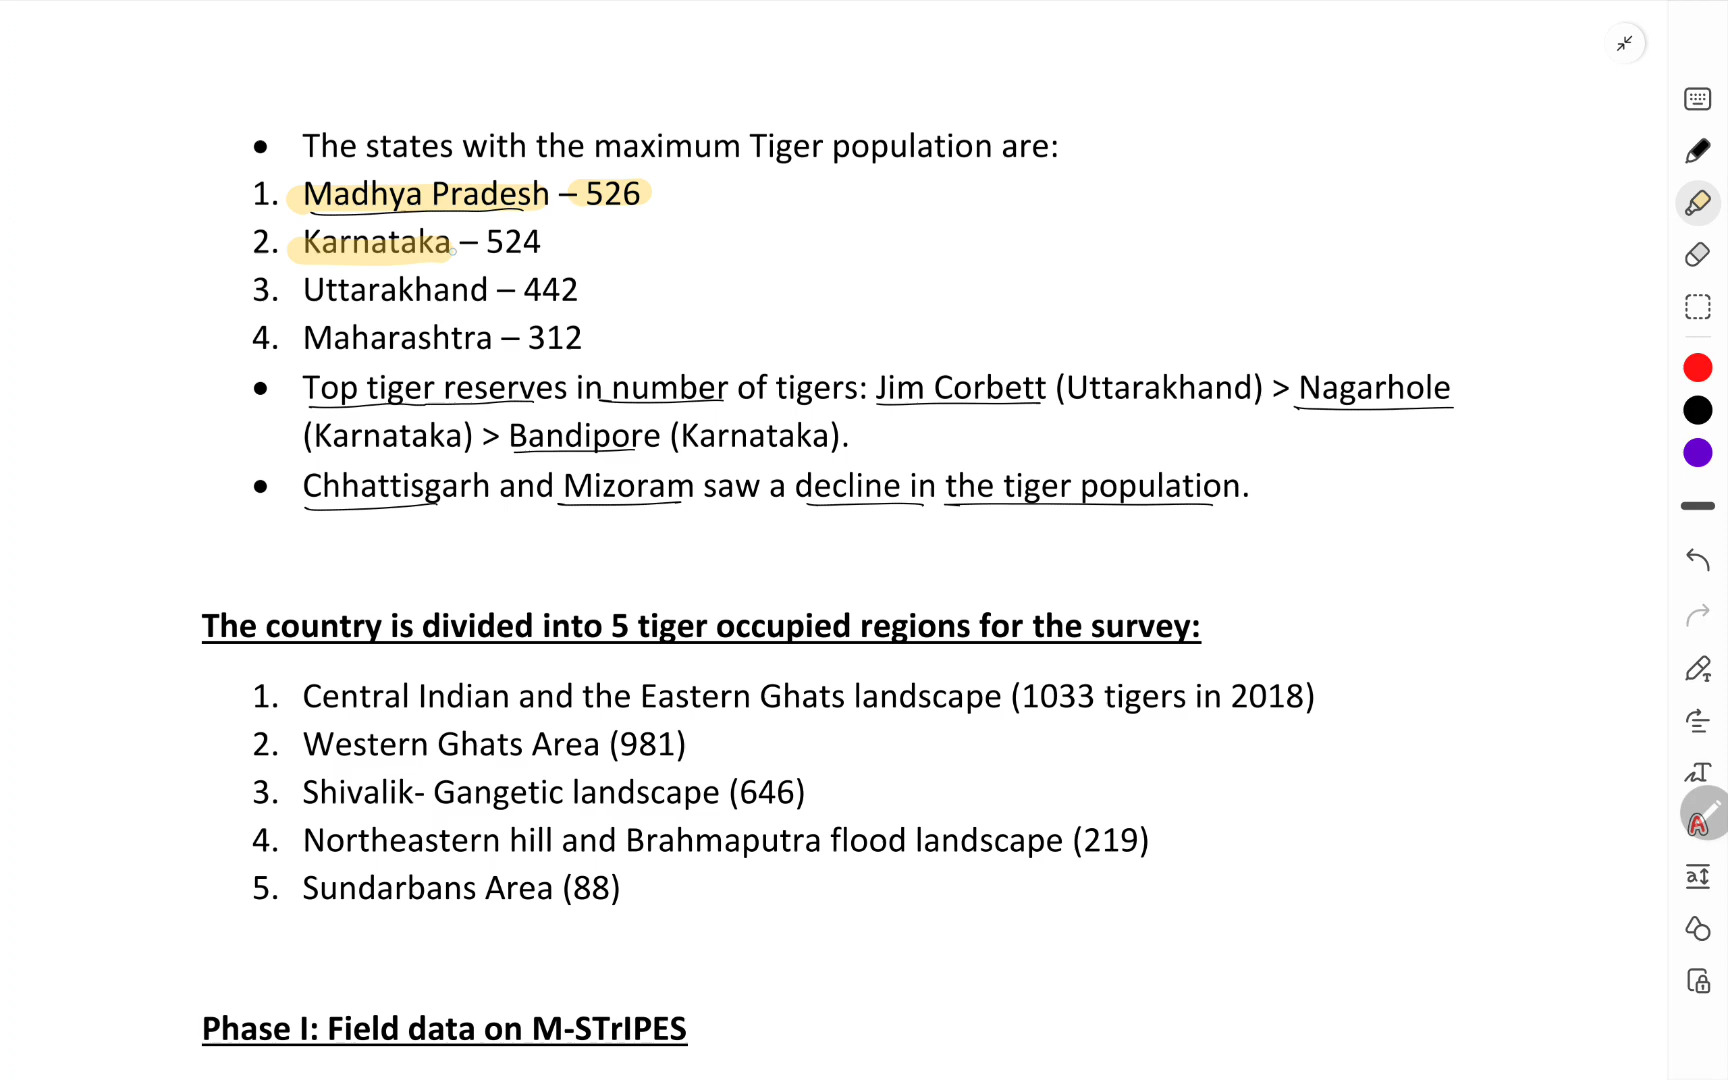 • The states with the maximum Tiger population are:
1. Madhya Pradesh – 526
2. Karnataka – 524
3. Uttarakhand – 442
4. Maharashtra – 312
• Top tiger reserves in number of tigers: Jim Corbett (Uttarakhand) > Nagarhole
(Karnataka) > Bandipore (Karnataka).
• Chhattisgarh and Mizoram saw a decline in the tiger population.
The country is divided into 5 tiger occupied regions for the survey:
1. Central Indian and the Eastern Ghats landscape (1033 tigers in 2018)
2. Western Ghats Area (981)
3. Shivalik- Gangetic landscape (646)
4. Northeastern hill and Brahmaputra flood landscape (219)
5. Sundarbans Area (88)
Phase I: Field data on M-STrIPES